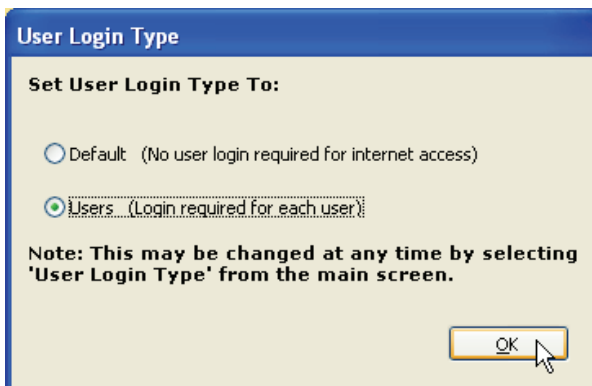 User Login Type
Set User Login Type To:
Default (No user login required for internet access)
Users (Login required for each user)
Note: This may be changed at any time by selecting
'User Login Type' from the main screen.
OK